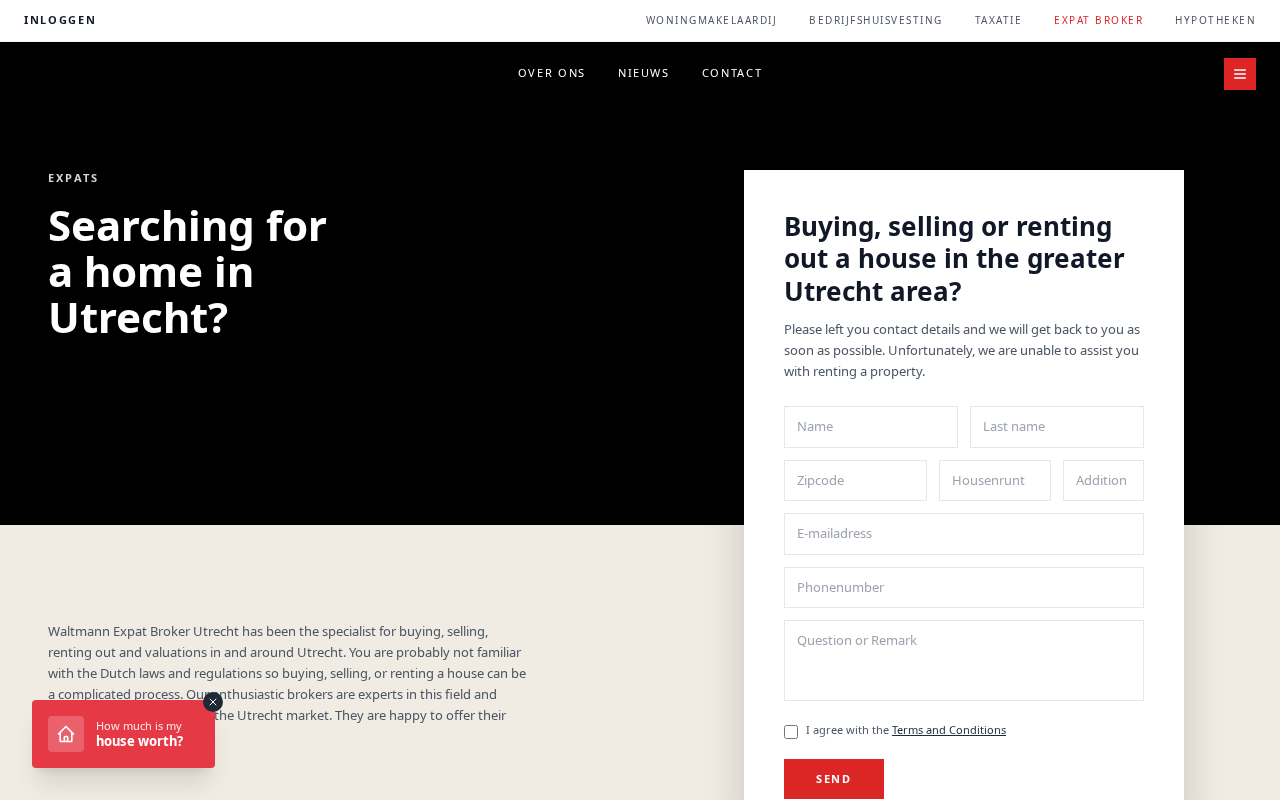 INLOGGEN
WONINGMAKELAARDIJ BEDRIJFSHUISVESTING TAXATIE EXPAT BROKER HYPOTHEKEN
OVER ONS NIEUWS CONTACT
EXPATS
Searching for
a home in
Utrecht?
Buying, selling or renting
out a house in the greater
Utrecht area?
Please left you contact details and we will get back to you as
soon as possible. Unfortunately, we are unable to assist you
with renting a property.
Name Last name
Zipcode Housenrunt Addition
E-mailadress
Phonenumber
Question or Remark
I agree with the Terms and Conditions
SEND
Waltmann Expat Broker Utrecht has been the specialist for buying, selling,
renting out and valuations in and around Utrecht. You are probably not familiar
with the Dutch laws and regulations so buying, selling, or renting a house can be
a complicated process. Our enthusiastic brokers are experts in this field and
the Utrecht market. They are happy to offer their
How much is my
house worth?